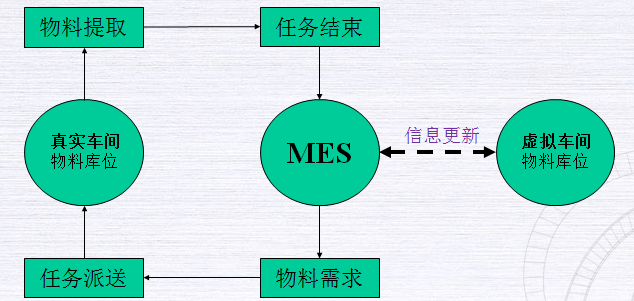 物料提取
任务结束
真实车间
物料库位
MES
信息更新
虚拟车间
物料库位
任务派送
物料需求